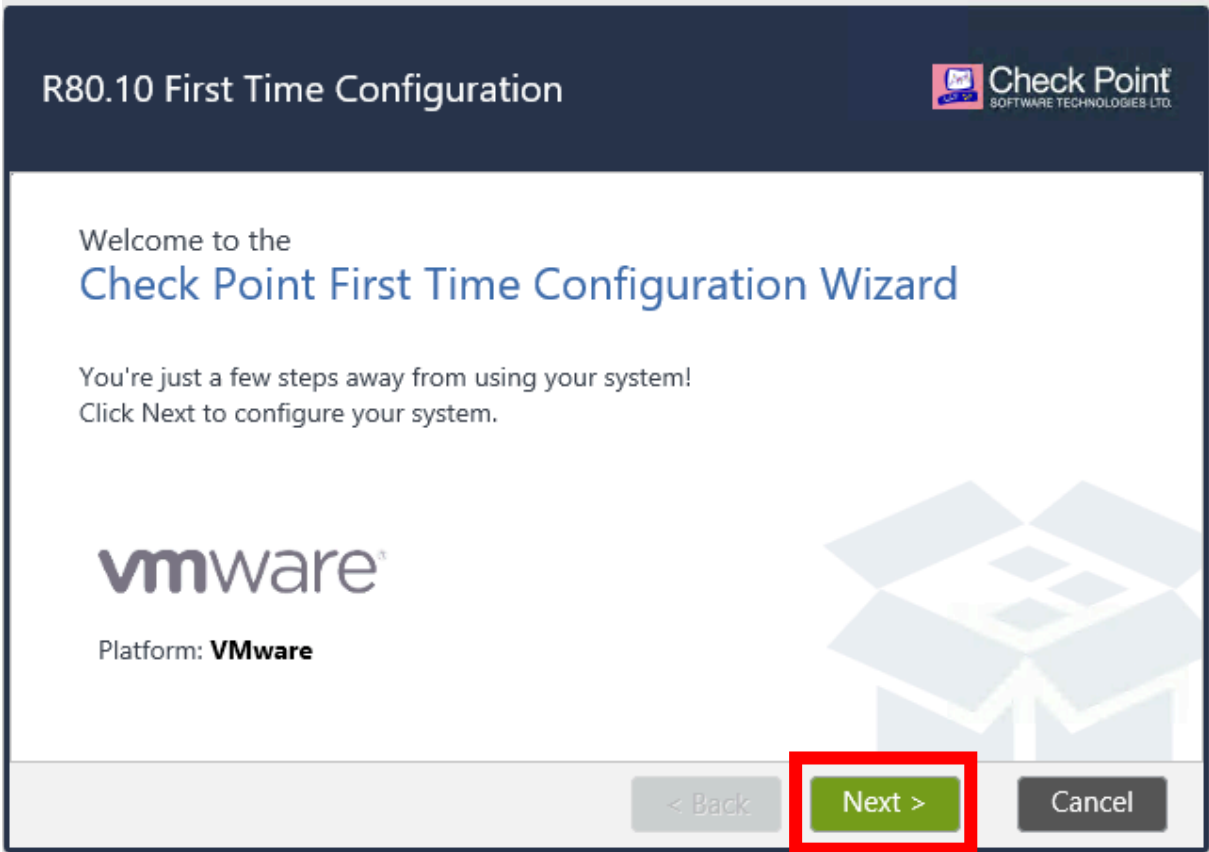 R80.10 First Time Configuration
Check Point
SOFTWARE TECHNOLOGIES LTD.
Welcome to the
Check Point First Time Configuration Wizard
You're just a few steps away from using your system!
Click Next to configure your system.
vmware
Platform: VMware
< Back
Next >
Cancel